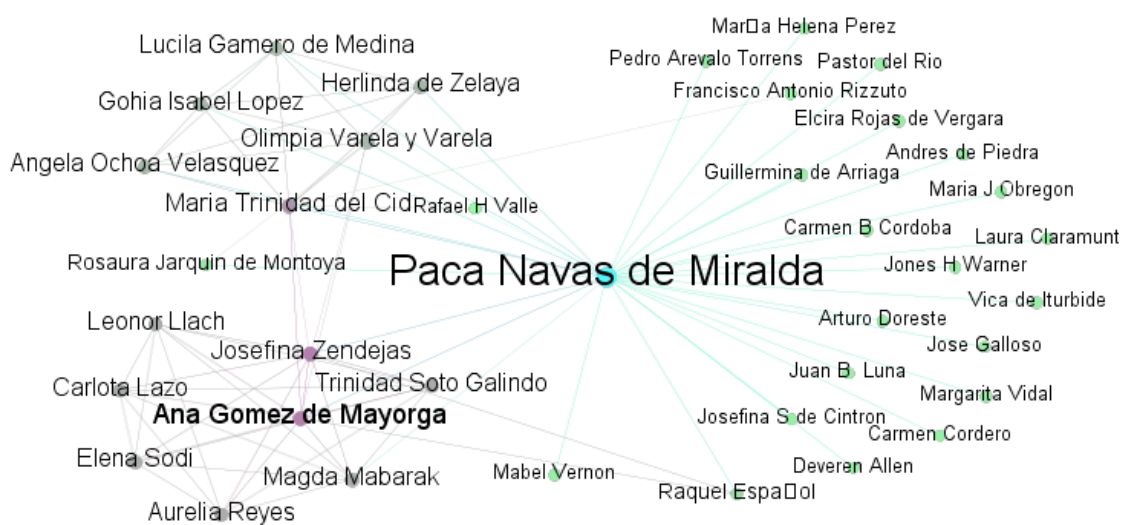 Mar□a Helena Perez
Lucila Gamero de Medina
Pedro Arevalo Torrens
Pastor del Rio
Herlinda de Zelaya
Francisco Antonio Rizzuto
Gohia Isabel Lopez
Elcira Rojas de Vergara
Olimpia Varela y Varela
Andres de Piedra
Angela Ochoa Velasquez
Guillermina de Arriaga
Maria J Obregon
Maria Trinidad del Cid
Rafael H Valle
Carmen B Cordoba
Laura Claramunt
Rosaura Jarquin de Montoya
Paca Navas de Miralda
Jones H Warner
Vica de Iturbide
Leonor Llach
Arturo Doreste
Josefina Zendejas
Jose Galloso
Carlota Lazo
Trinidad Soto Galindo
Juan B Luna
Margarita Vidal
Ana Gomez de Mayorga
Josefina S de Cintron
Carmen Cordero
Elena Sodi
Magda Mabarak
Mabel Vernon
Deveren Allen
Raquel Espa□ol
Aurelia Reyes